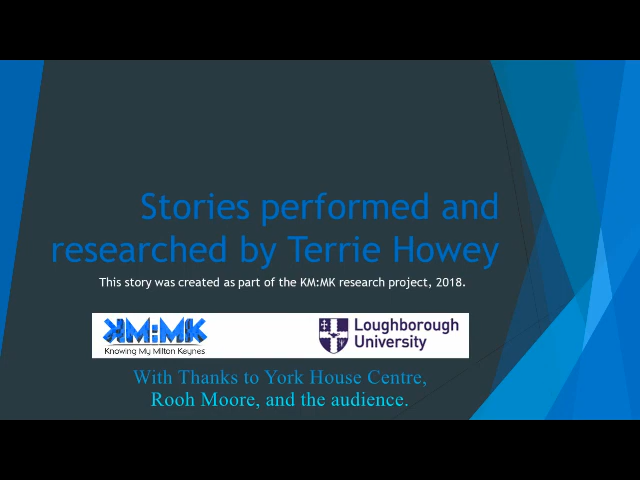 Stories performed and
researched by Terrie Howey
This story was created as part of the KM:MK research project, 2018.
KM:MK
Knowing My Milton Keynes
Loughborough
University
With Thanks to York House Centre,
Rooh Moore, and the audience.